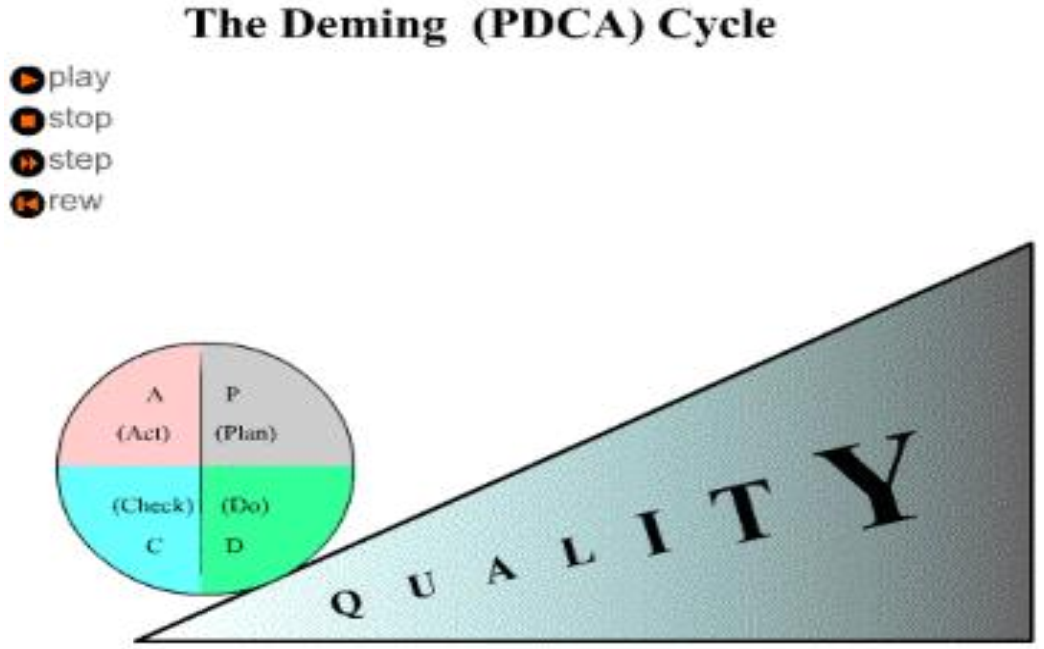 The Deming (PDCA) Cycle
play
stop
step
rew
A P
(Act) (Plan)
(Check) (Do)
C D
QUALITY